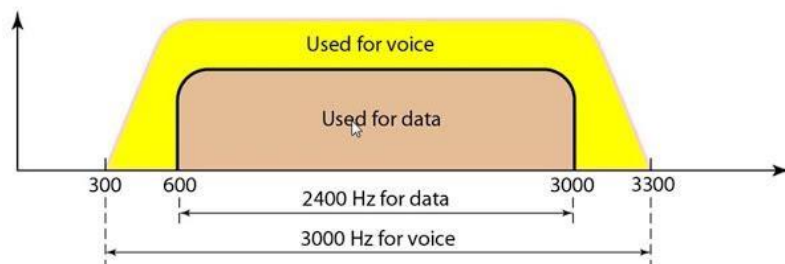 Used for voice
Used for data
300 600 3000 3300
2400 Hz for data
3000 Hz for voice